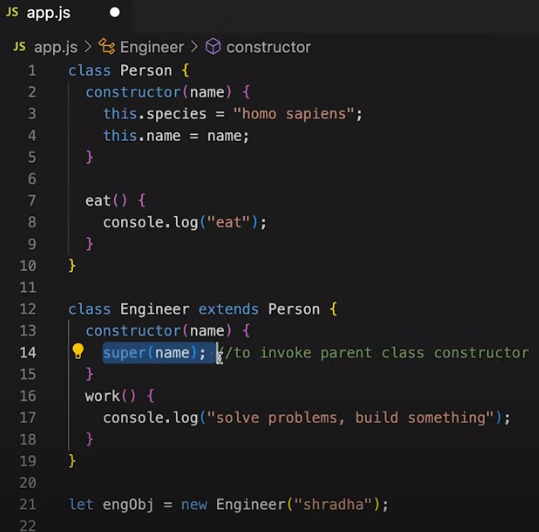 JS app.js
JS app.js > Engineer > constructor
1 class Person {
2 constructor(name) {
3 this.species = "homo sapiens";
4 this.name = name;
5 }
6
7 eat() {
8 console.log("eat");
9 }
10 }
11
12 class Engineer extends Person {
13 constructor(name) {
14 super(name); //to invoke parent class constructor
15 }
16 work() {
17 console.log("solve problems, build something");
18 }
19 }
20
21 let engObj = new Engineer("shradha");
22